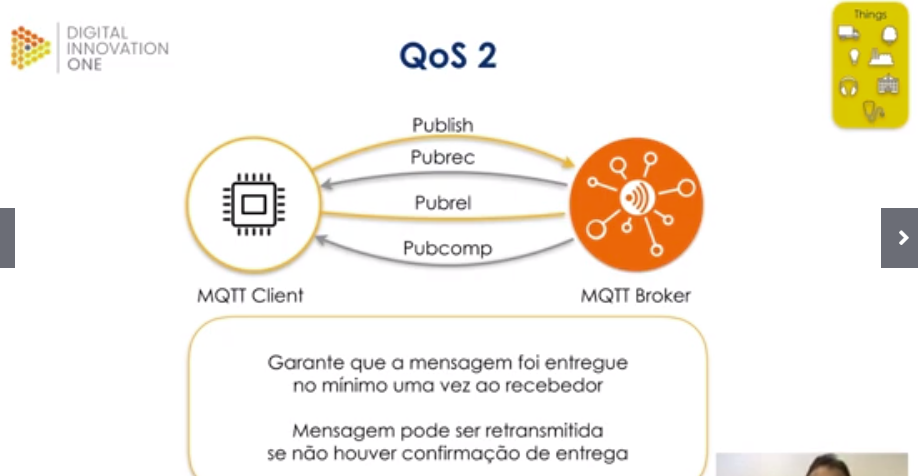 DIGITAL
INNOVATION
ONE
QoS 2
Things
Publish
Pubrec
Pubrel
Pubcomp
MQTT Client
MQTT Broker
Garante que a mensagem foi entregue
no mínimo uma vez ao recebedor
Mensagem pode ser retransmitida
se não houver confirmação de entrega